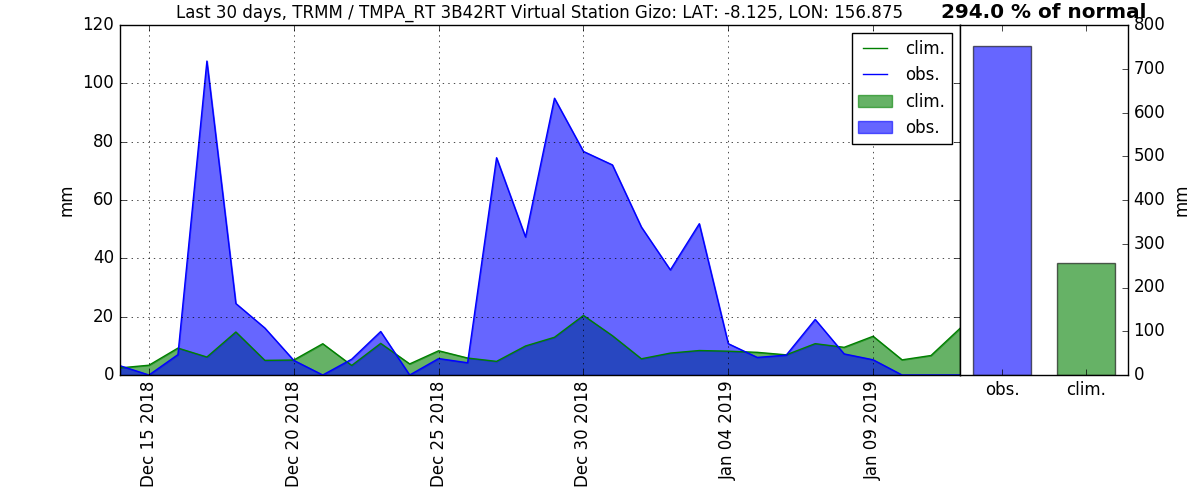 Last 30 days, TRMM / TMPA_RT 3B42RT Virtual Station Gizo: LAT: -8.125, LON: 156.875
294.0 % of normal
120
100
80
60
40
20
0
mm
clim.
obs.
clim.
obs.
800
700
600
500
400
300
200
100
0
mm
Dec 15 2018
Dec 20 2018
Dec 25 2018
Dec 30 2018
Jan 04 2019
Jan 09 2019
obs.
clim.